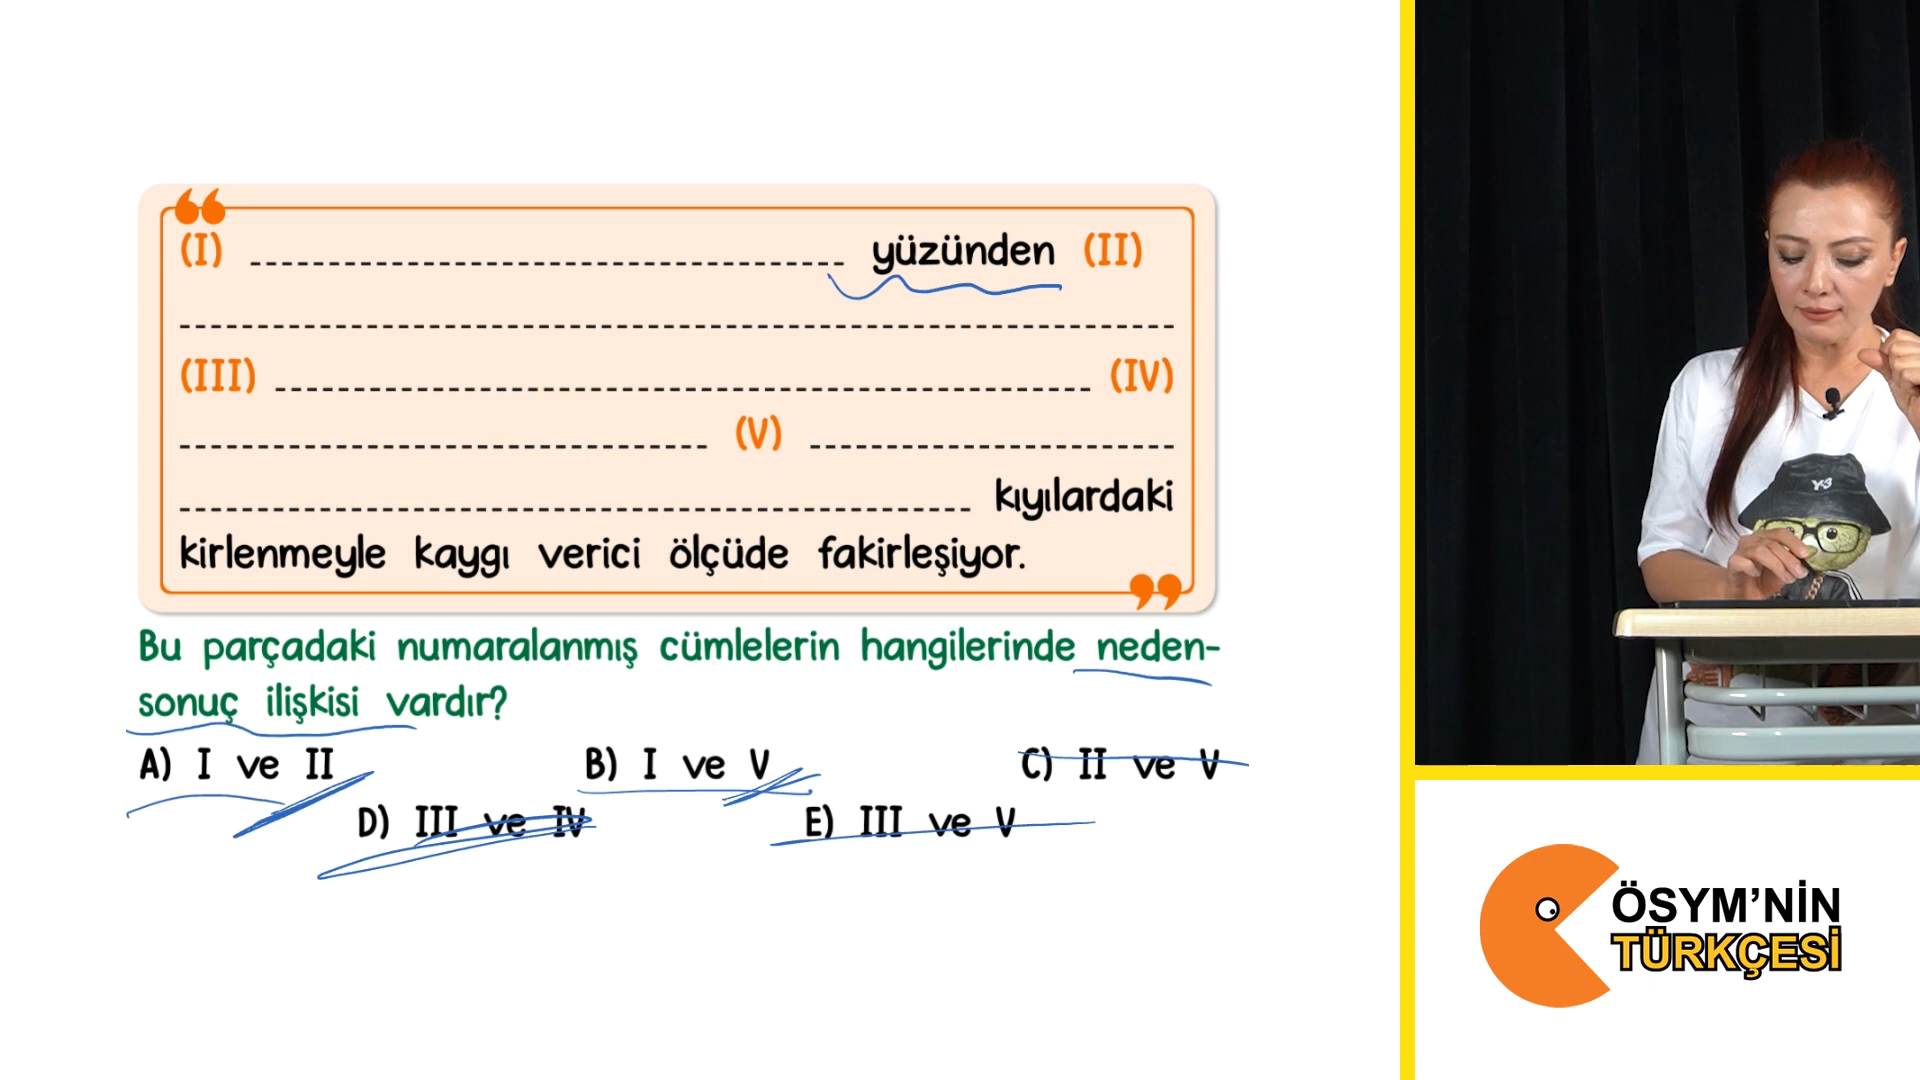 (I) ------------------------------------- yüzünden (II)
--------------------------------------------------------------
(III) --------------------------------------------------- (IV)
--------------------------------- (V) -----------------------
------------------------------------------------- kıyılardaki
kirlenmeyle kaygı verici ölçüde fakirleşiyor.
Bu parçadaki numaralanmış cümlelerin hangilerinde neden-
sonuç ilişkisi vardır?
A) I ve II B) I ve V C) II ve V
D) III ve IV E) III ve V
Y-3
ÖSYM'NİN
TÜRKÇESİ